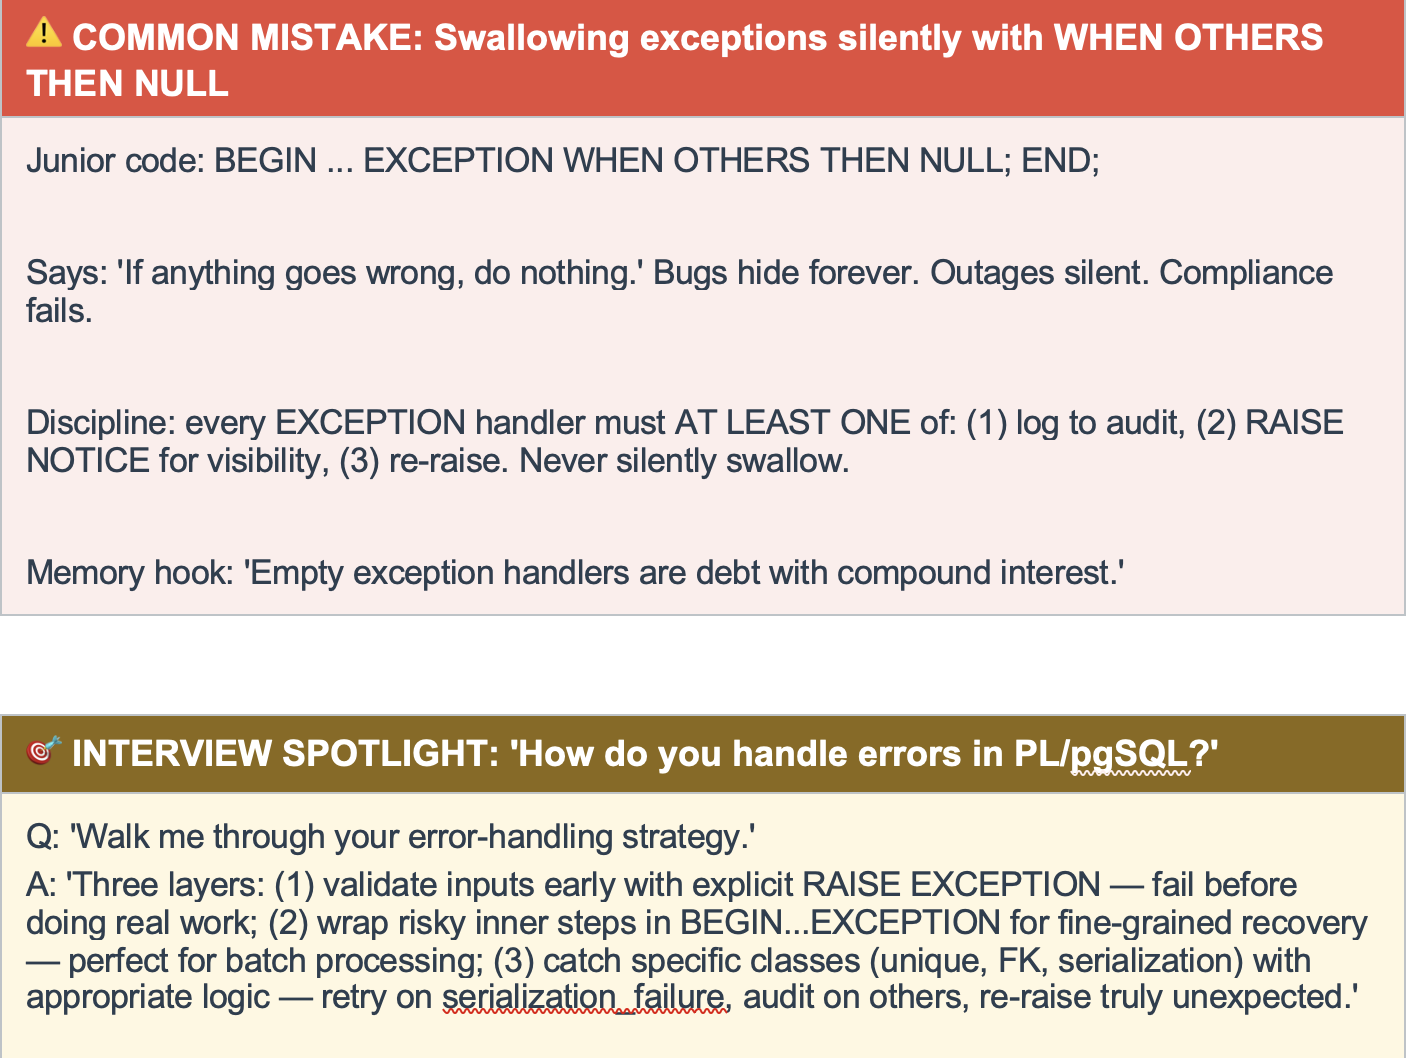 ⚠️ COMMON MISTAKE: Swallowing exceptions silently with WHEN OTHERS
THEN NULL
Junior code: BEGIN ... EXCEPTION WHEN OTHERS THEN NULL; END;
Says: 'If anything goes wrong, do nothing.' Bugs hide forever. Outages silent. Compliance
fails.
Discipline: every EXCEPTION handler must AT LEAST ONE of: (1) log to audit, (2) RAISE
NOTICE for visibility, (3) re-raise. Never silently swallow.
Memory hook: 'Empty exception handlers are debt with compound interest.'
🎯 INTERVIEW SPOTLIGHT: 'How do you handle errors in PL/pgSQL?'
Q: 'Walk me through your error-handling strategy.'
A: 'Three layers: (1) validate inputs early with explicit RAISE EXCEPTION — fail before
doing real work; (2) wrap risky inner steps in BEGIN...EXCEPTION for fine-grained recovery
— perfect for batch processing; (3) catch specific classes (unique, FK, serialization) with
appropriate logic — retry on serialization_failure, audit on others, re-raise truly unexpected.'